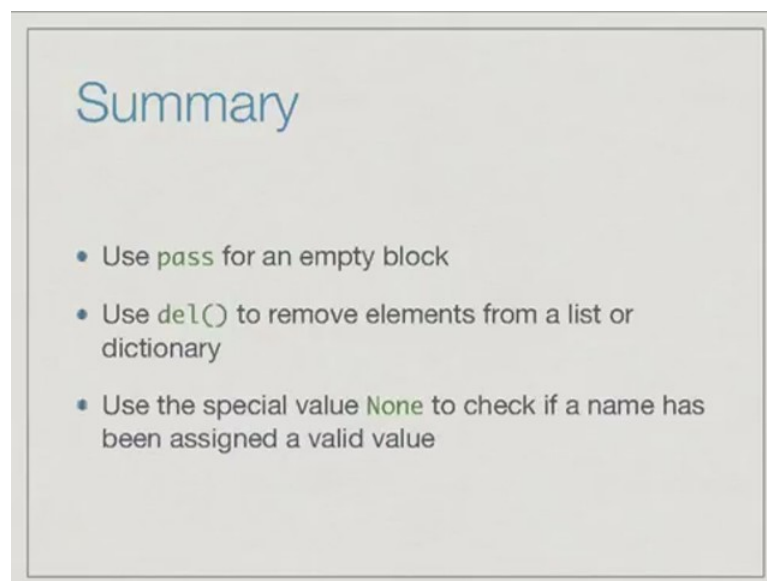 Summary
• Use pass for an empty block
• Use del() to remove elements from a list or
dictionary
• Use the special value None to check if a name has
been assigned a valid value